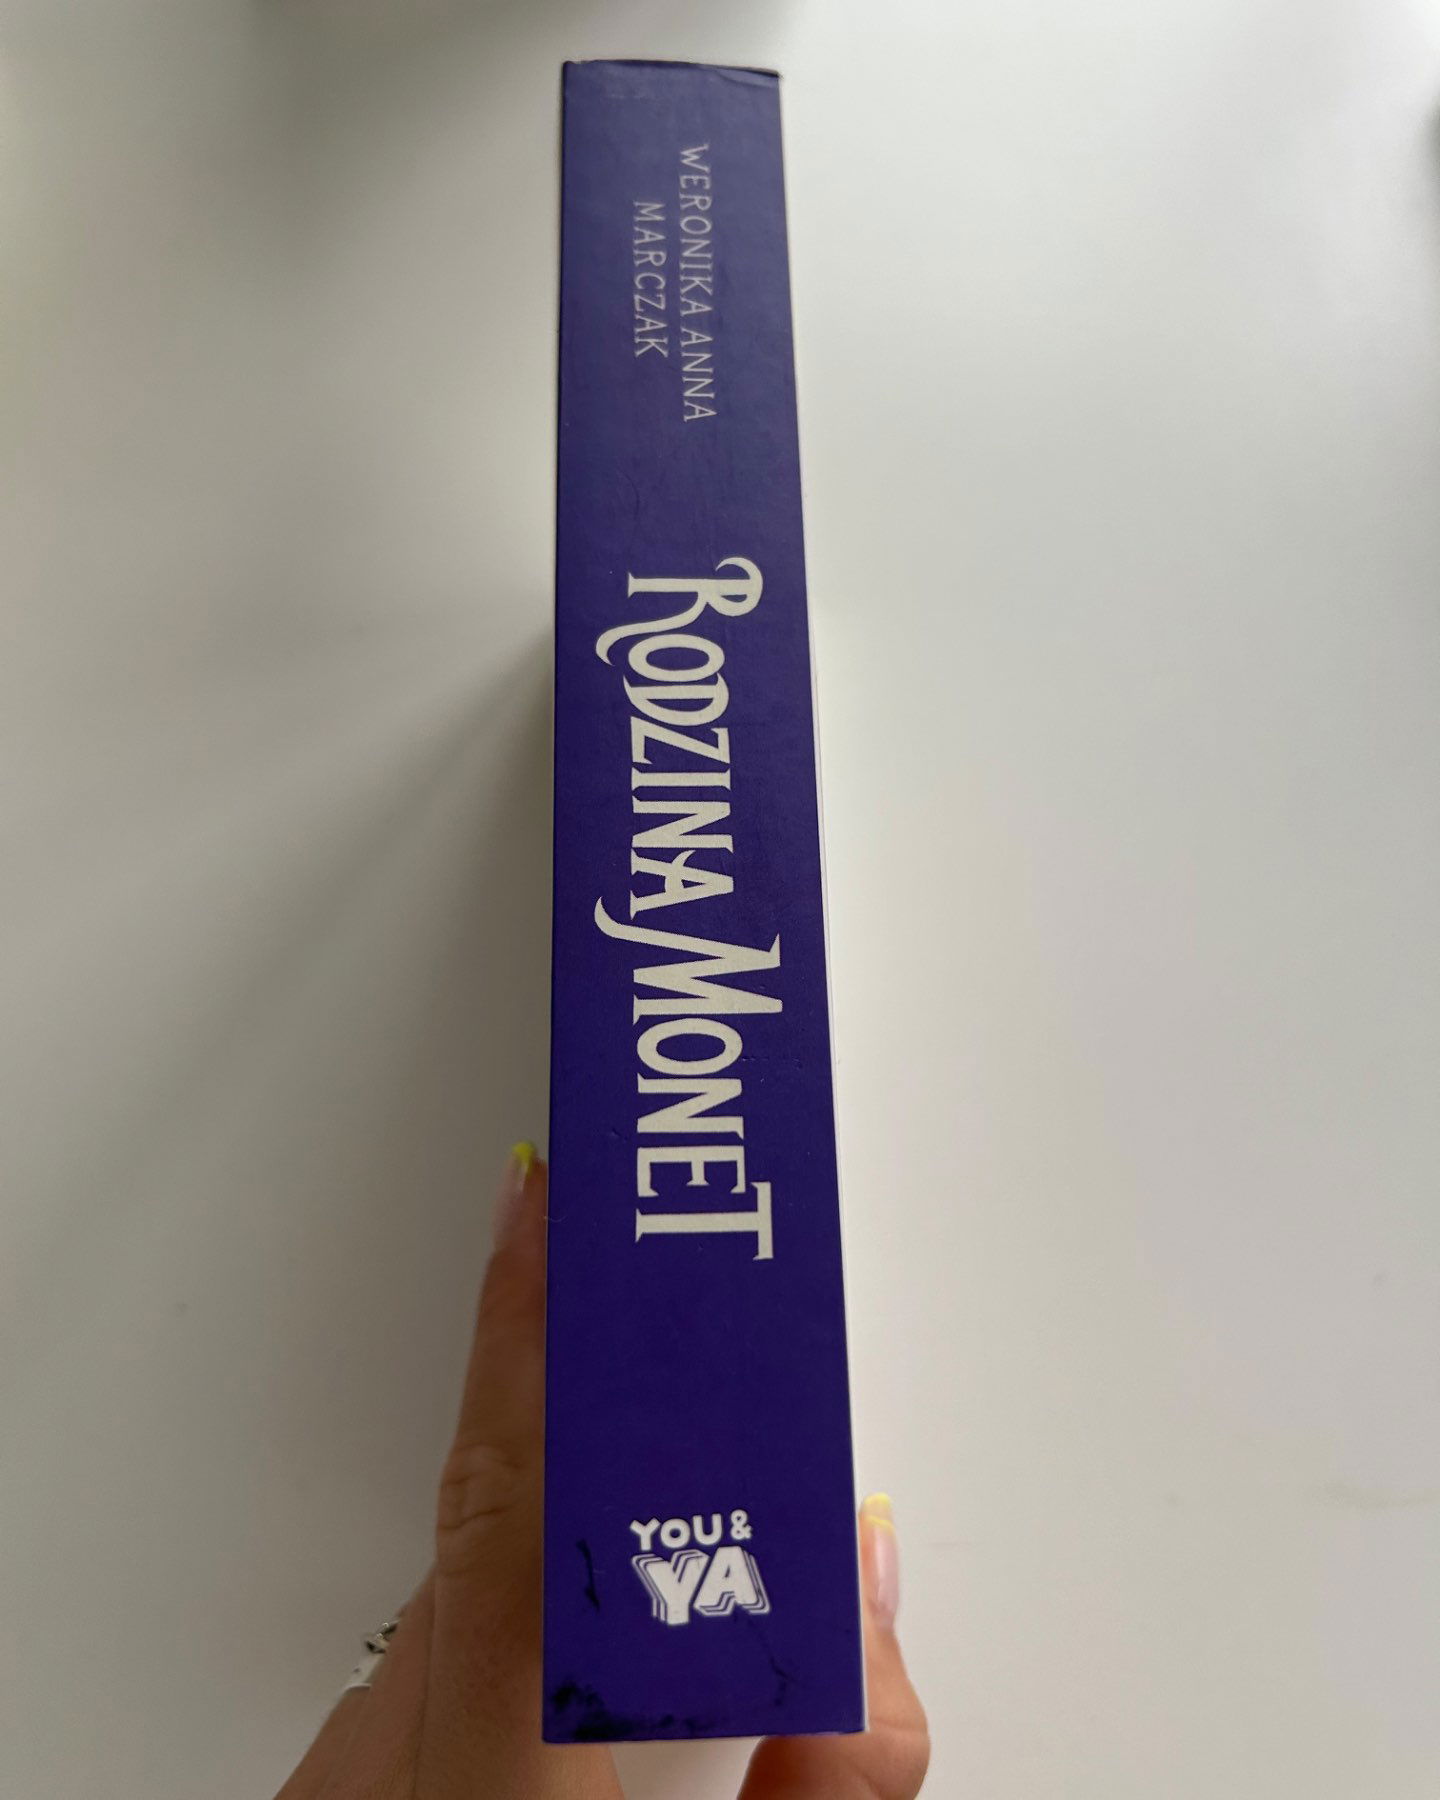 WERONIKA ANNA
MARCZAK
RODZINA MONET
YOU &
YA